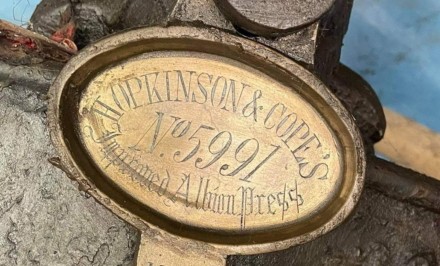 HOPKINSON & COPE'S
No 5991
Improved Albion Press